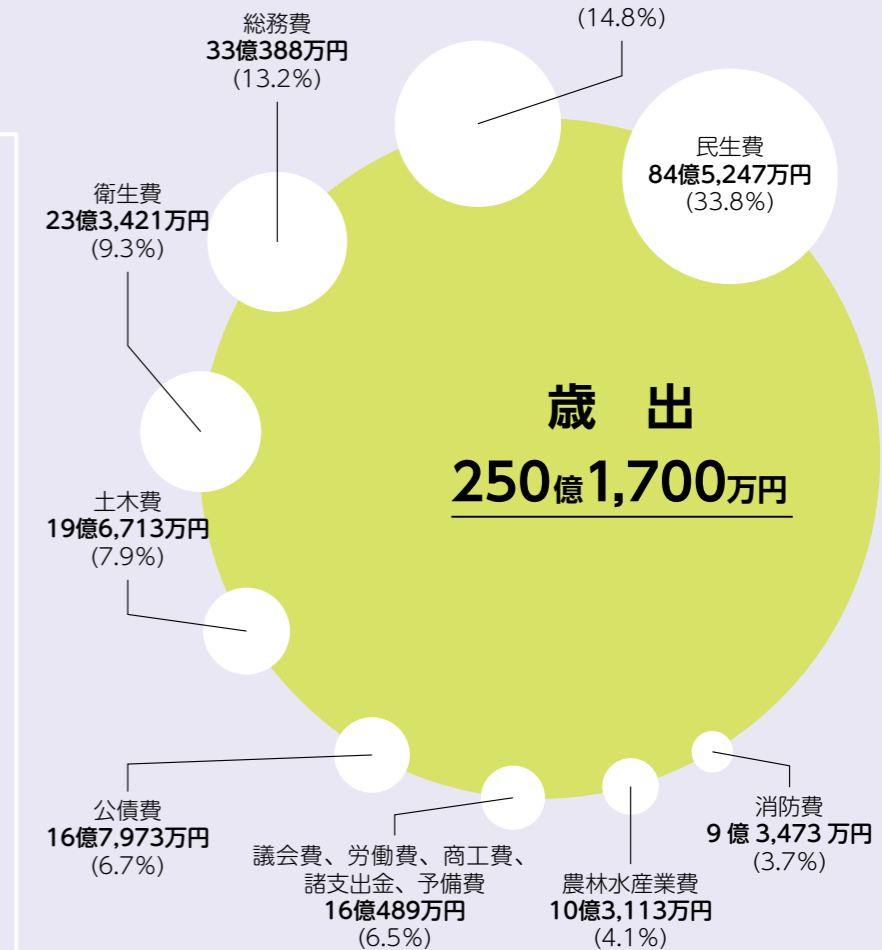 (14.8%)
総務費
33億388万円
(13.2%)
民生費
84億5,247万円
(33.8%)
衛生費
23億3,421万円
(9.3%)
歳 出
250億1,700万円
土木費
19億6,713万円
(7.9%)
公債費
16億7,973万円
(6.7%)
議会費、労働費、商工費、
諸支出金、予備費
16億489万円
(6.5%)
農林水産業費
10億3,113万円
(4.1%)
消防費
9億3,473万円
(3.7%)